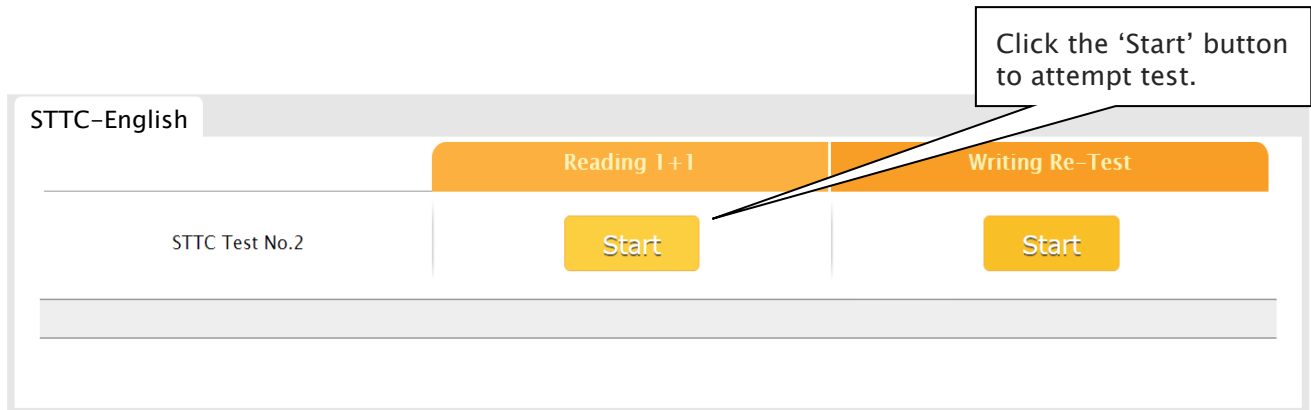 Click the ‘Start’ button
to attempt test.
STTC-English
Reading 1+1
Writing Re-Test
STTC Test No.2
Start
Start